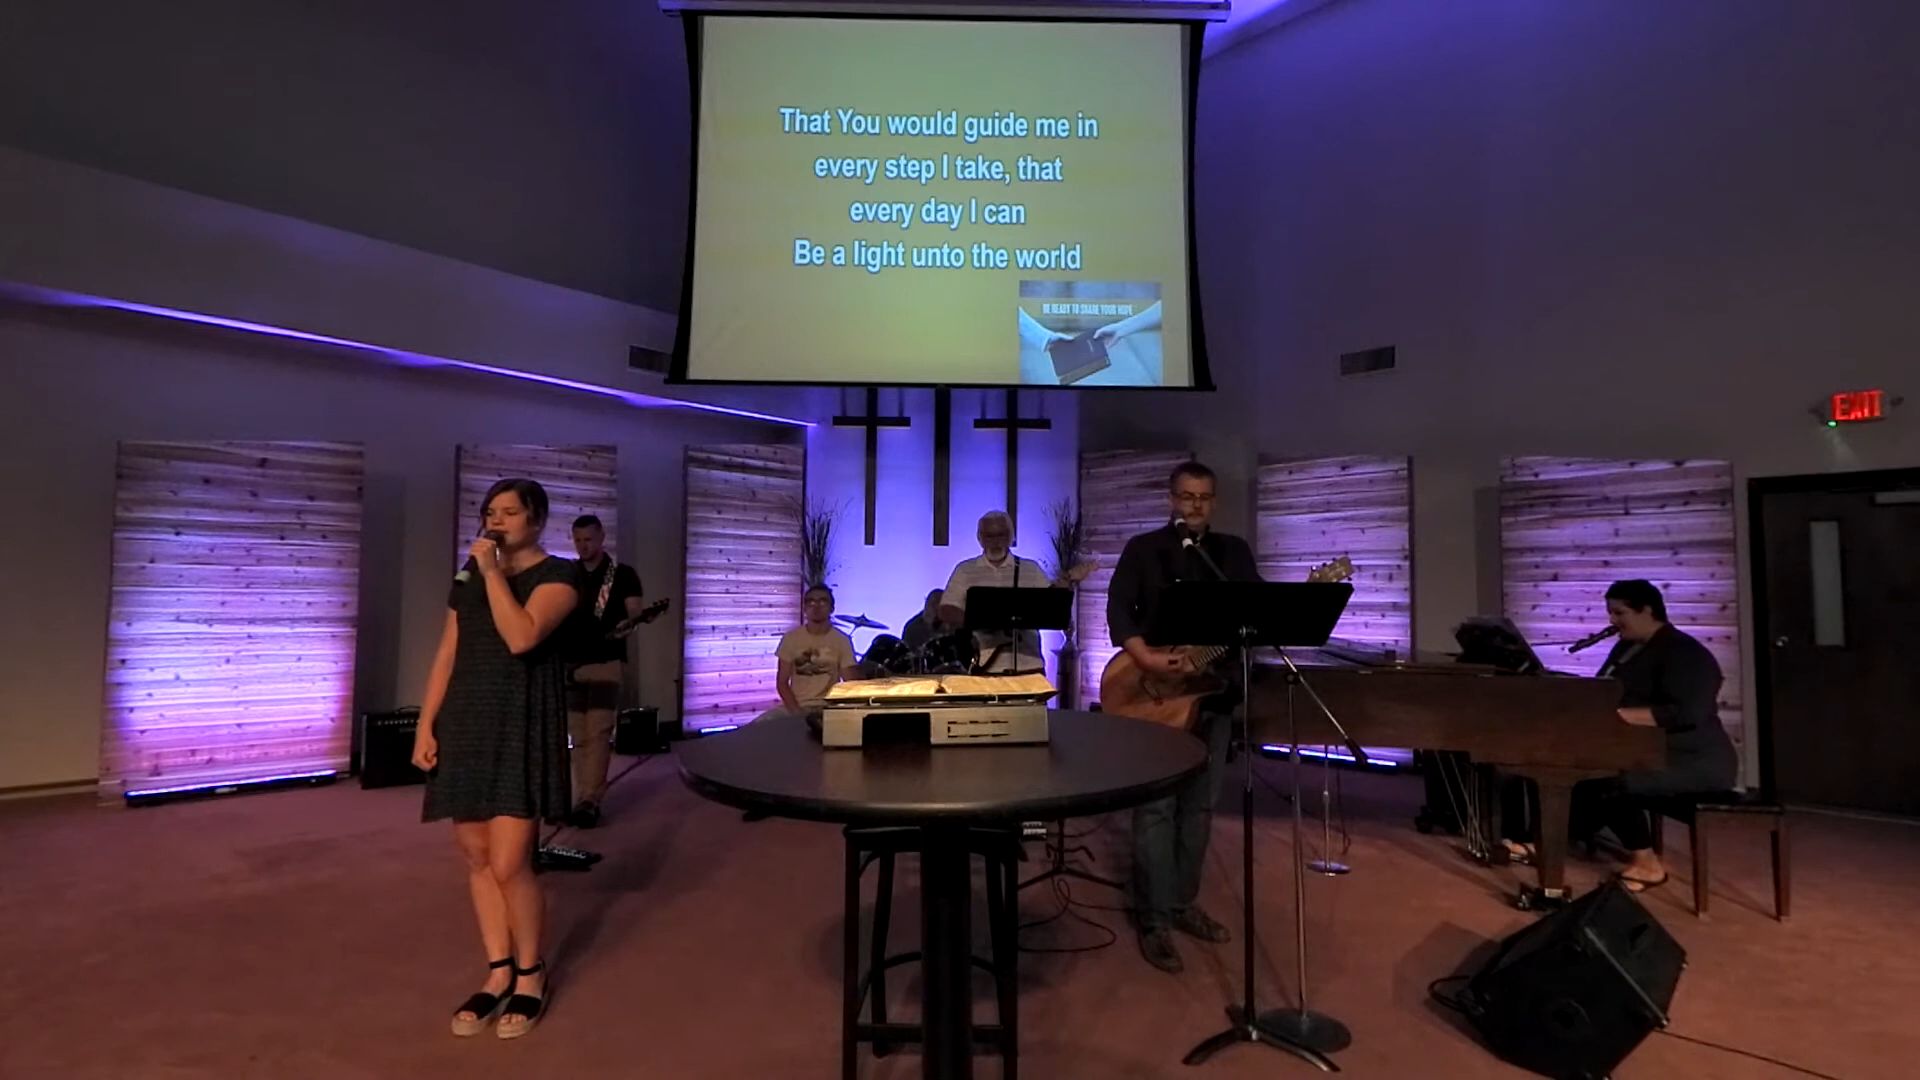 That You would guide me in
every step I take, that
every day I can
Be a light unto the world
BE READY TO SHARE YOUR HOPE
EXIT